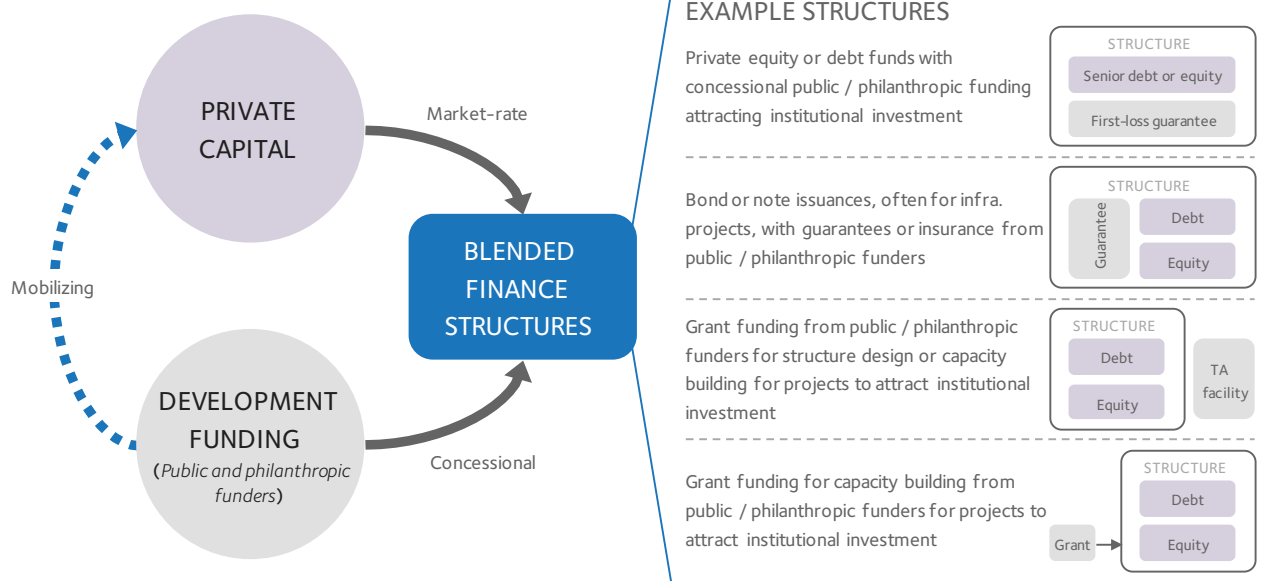 PRIVATE
CAPITAL
Market-rate
Mobilizing
BLENDED
FINANCE
STRUCTURES
DEVELOPMENT
FUNDING
(Public and philanthropic
funders)
Concessional
EXAMPLE STRUCTURES
Private equity or debt funds with
concessional public / philanthropic funding
attracting institutional investment
STRUCTURE
Senior debt or equity
First-loss guarantee
Bond or note issuances, often for infra.
projects, with guarantees or insurance from
public / philanthropic funders
STRUCTURE
Guarantee
Debt
Equity
Grant funding from public / philanthropic
funders for structure design or capacity
building for projects to attract institutional
investment
STRUCTURE
Debt
Equity
TA
facility
Grant funding for capacity building from
public / philanthropic funders for projects to
attract institutional investment
STRUCTURE
Debt
Grant
Equity